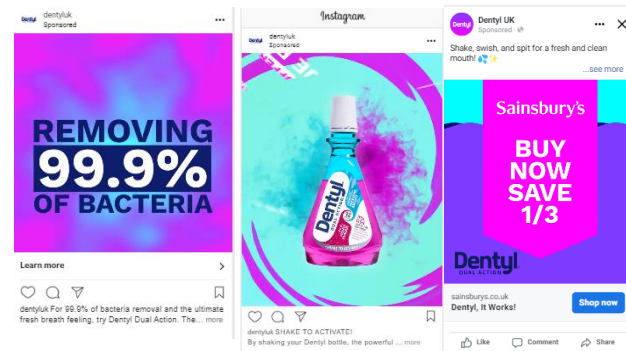 dentyluk
Sponsored
REMOVING
99.9%
OF BACTERIA
Learn more
dentyluk For 99.9% of bacteria removal and the ultimate
fresh breath feeling, try Dentyl Dual Action. The... more
Instagram
dentyluk
Sponsored
Dentyl
DUAL ACTION
dentyluk SHAKE TO ACTIVATE!
By shaking your Dentyl bottle, the powerful ... more
Dentyl
Dentyl UK
Sponsored
Shake, swish, and spit for a fresh and clean
mouth! 💦✨
...see more
Sainsbury's
BUY
NOW
SAVE
1/3
Dentyl
DUAL ACTION
sainsburys.co.uk
Dentyl, It Works!
Shop now
Like
Comment
Share